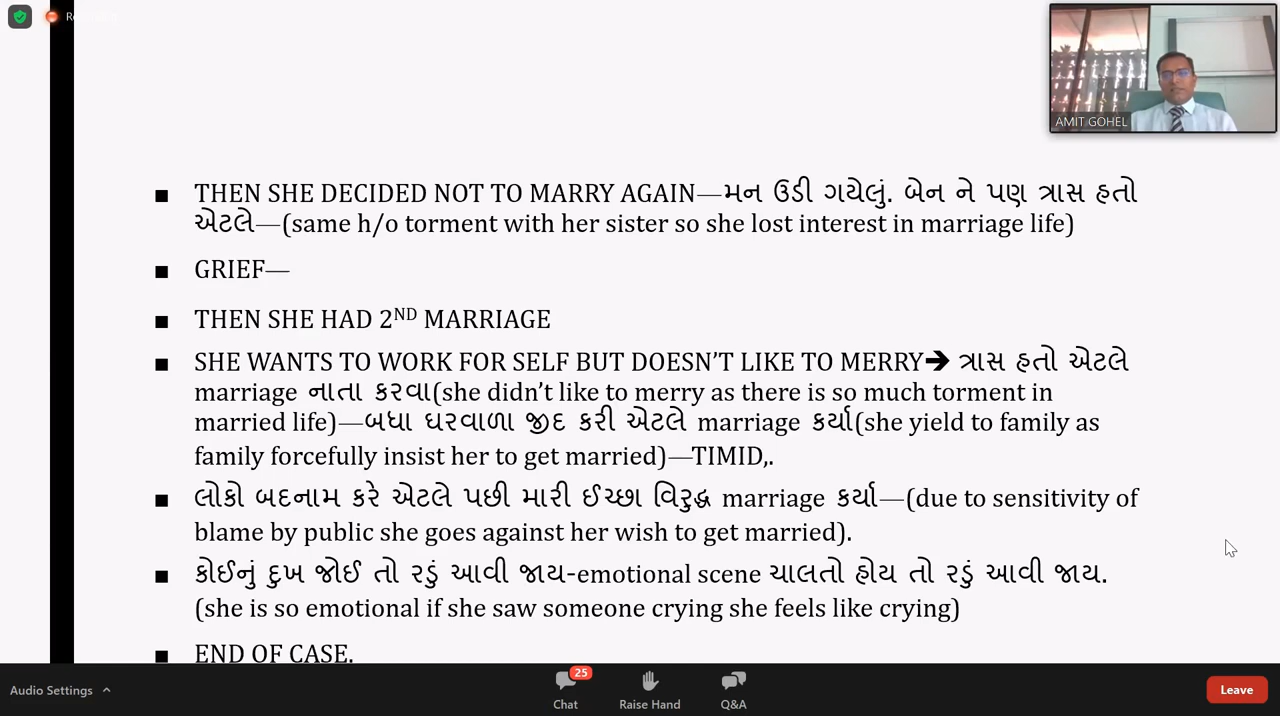 AMIT GOHEL
■ THEN SHE DECIDED NOT TO MARRY AGAIN—મન ઉડી ગયેલું. બેન ને પણ ત્રાસ હતો
એટલે—(same h/o torment with her sister so she lost interest in marriage life)
■ GRIEF—
■ THEN SHE HAD 2ND MARRIAGE
■ SHE WANTS TO WORK FOR SELF BUT DOESN’T LIKE TO MERRY➔ ત્રાસ હતો એટલે
marriage નાતા કરવા(she didn’t like to merry as there is so much torment in
married life)—બધા ઘરવાળા જીદ કરી એટલે marriage કર્યા(she yield to family as
family forcefully insist her to get married)—TIMID,.
■ લોકો બદનામ કરે એટલે પછી મારી ઈચ્છા વિરુદ્ધ marriage કર્યા—(due to sensitivity of
blame by public she goes against her wish to get married).
■ કોઈનું દુખ જોઈ તો રડું આવી જાય-emotional scene ચાલતો હોય તો રડું આવી જાય.
(she is so emotional if she saw someone crying she feels like crying)
■ END OF CASE.
Audio Settings
25
Chat
Raise Hand
Q&A
Leave